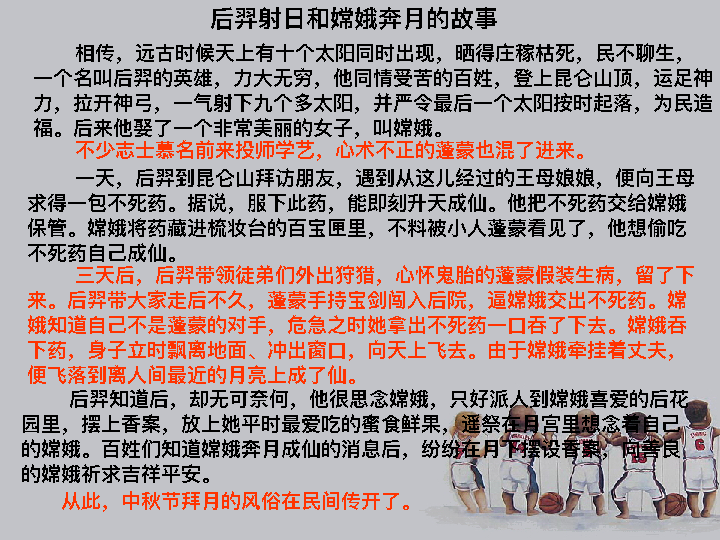 后羿射日和嫦娥奔月的故事
相传，远古时候天上有十个太阳同时出现，晒得庄稼枯死，民不聊生，
一个名叫后羿的英雄，力大无穷，他同情受苦的百姓，登上昆仑山顶，运足神
力，拉开神弓，一气射下九个多太阳，并严令最后一个太阳按时起落，为民造
福。后来他娶了一个非常美丽的女子，叫嫦娥。
不少志士慕名前来投师学艺，心术不正的蓬蒙也混了进来。
一天，后羿到昆仑山拜访朋友，遇到从这儿经过的王母娘娘，便向王母
求得一包不死药。据说，服下此药，能即刻升天成仙。他把不死药交给嫦娥
保管。嫦娥将药藏进梳妆台的百宝匣里，不料被小人蓬蒙看见了，他想偷吃
不死药自己成仙。
三天后，后羿带领徒弟们外出狩猎，心怀鬼胎的蓬蒙假装生病，留了下
来。后羿带大家走后不久，蓬蒙手持宝剑闯入后院，逼嫦娥交出不死药。嫦
娥知道自己不是蓬蒙的对手，危急之时她拿出不死药一口吞了下去。嫦娥吞
下药，身子立时飘离地面、冲出窗口，向天上飞去。由于嫦娥牵挂着丈夫，
便飞落到离人间最近的月亮上成了仙。
后羿知道后，却无可奈何，他很思念嫦娥，只好派人到嫦娥喜爱的后花
园里，摆上香案，放上她平时最爱吃的蜜食鲜果，遥祭在月宫里想念着自己
的嫦娥。百姓们知道嫦娥奔月成仙的消息后，纷纷在月下摆设香案，向善良
的嫦娥祈求吉祥平安。
从此，中秋节拜月的风俗在民间传开了。